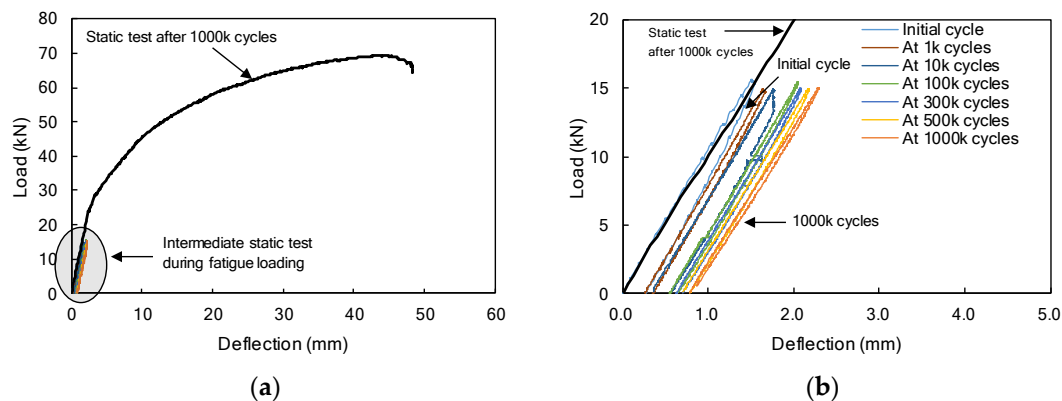 80
70
60
50
40
30
20
10
0
Load (kN)
0 10 20 30 40 50 60
Deflection (mm)
Static test after 1000k cycles
Intermediate static test
during fatigue loading
(a)
20
15
10
5
0
Load (kN)
0.0 1.0 2.0 3.0 4.0 5.0
Deflection (mm)
Static test
after 1000k cycles
Initial cycle
1000k cycles
Initial cycle
At 1k cycles
At 10k cycles
At 100k cycles
At 300k cycles
At 500k cycles
At 1000k cycles
(b)